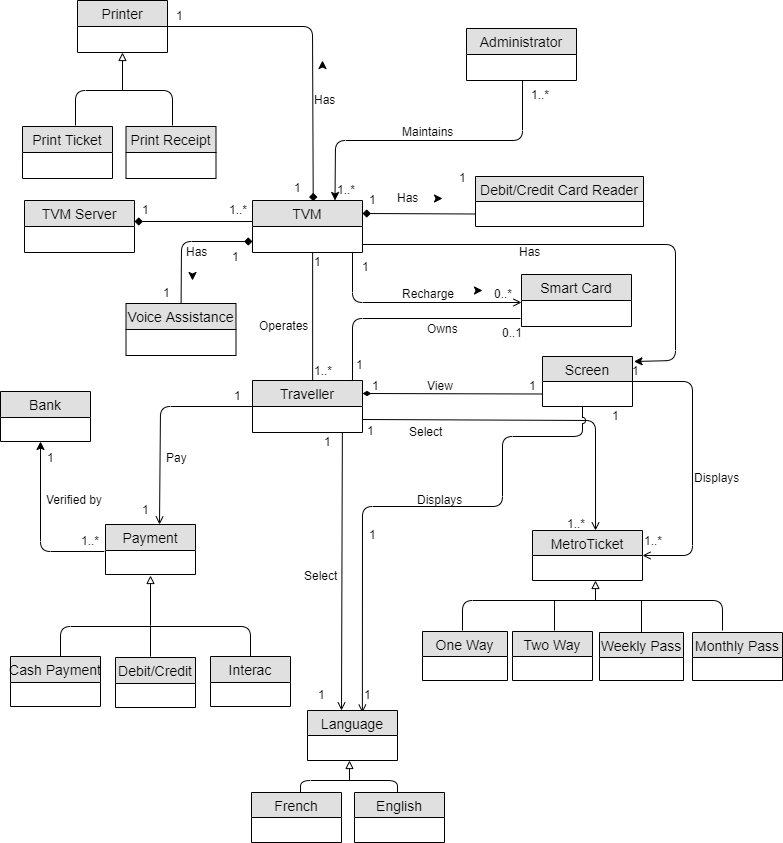 Printer
1
Administrator
1..*
Has
Maintains
Print Ticket
Print Receipt
1
1..*
1
Has
1
Debit/Credit Card Reader
TVM Server
1
1..*
TVM
Has
1
1
1
1
Has
Recharge
0..*
Smart Card
Voice Assistance
Operates
Owns
0..1
1
1..*
Screen
1
Traveller
1
View
1
1
Bank
1
1
1
Select
1
Pay
Verified by
Displays
Displays
1
1..*
Payment
1
1..*
MetroTicket
1..*
Select
One Way
Two Way
Weekly Pass
Monthly Pass
Cash Payment
Debit/Credit
Interac
1
1
Language
French
English